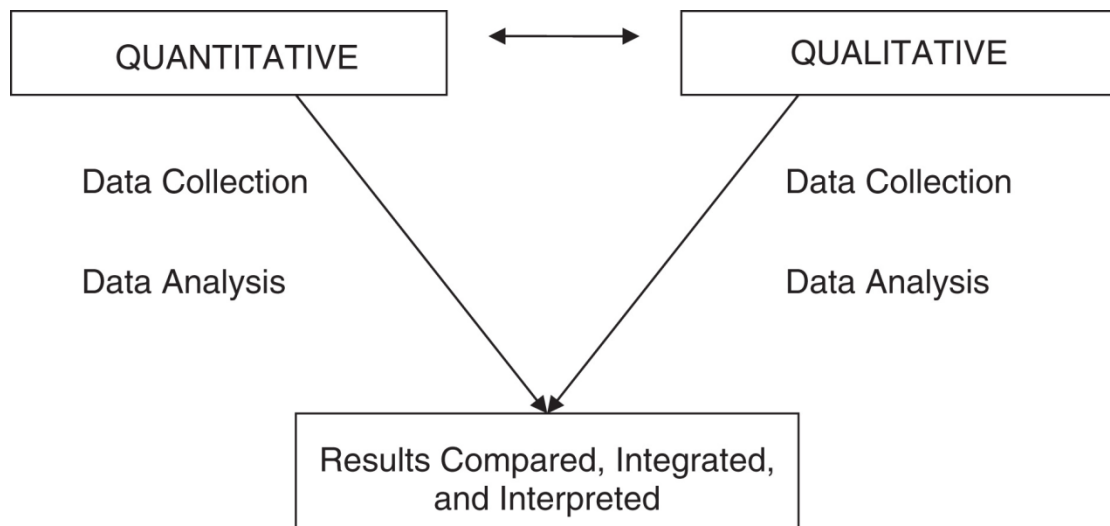 QUANTITATIVE
QUALITATIVE
Data Collection
Data Collection
Data Analysis
Data Analysis
Results Compared, Integrated,
and Interpreted